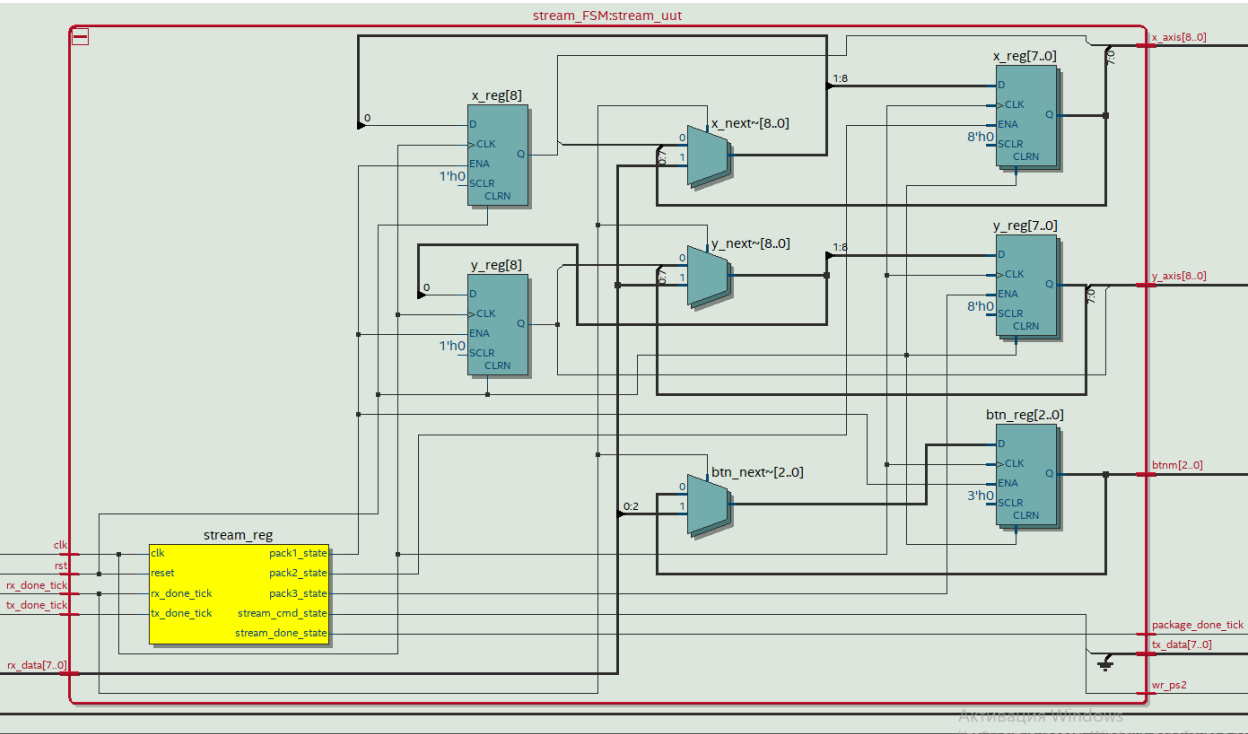 stream_FSM:stream_uut
x_axis[8..0]
7:0
x_reg[7..0]
1:8
D
CLK
ENA
8'h0
SCLR
CLRN
Q
x_reg[8]
0
D
CLK
ENA
1'h0
SCLR
CLRN
Q
x_next~[8..0]
0
1
0:7
y_reg[7..0]
1:8
D
CLK
ENA
8'h0
SCLR
CLRN
Q
y_axis[8..0]
7:0
y_next~[8..0]
0
1
0:7
y_reg[8]
0
D
CLK
ENA
1'h0
SCLR
CLRN
Q
btn_reg[2..0]
D
CLK
ENA
3'h0
SCLR
CLRN
Q
btnm[2..0]
btn_next~[2..0]
0
1
0:2
stream_reg
clk
rst
rx_done_tick
tx_done_tick
rx_data[7..0]
clk
reset
rx_done_tick
tx_done_tick
pack1_state
pack2_state
pack3_state
stream_cmd_state
stream_done_state
package_done_tick
tx_data[7..0]
wr_ps2
Активация Windows